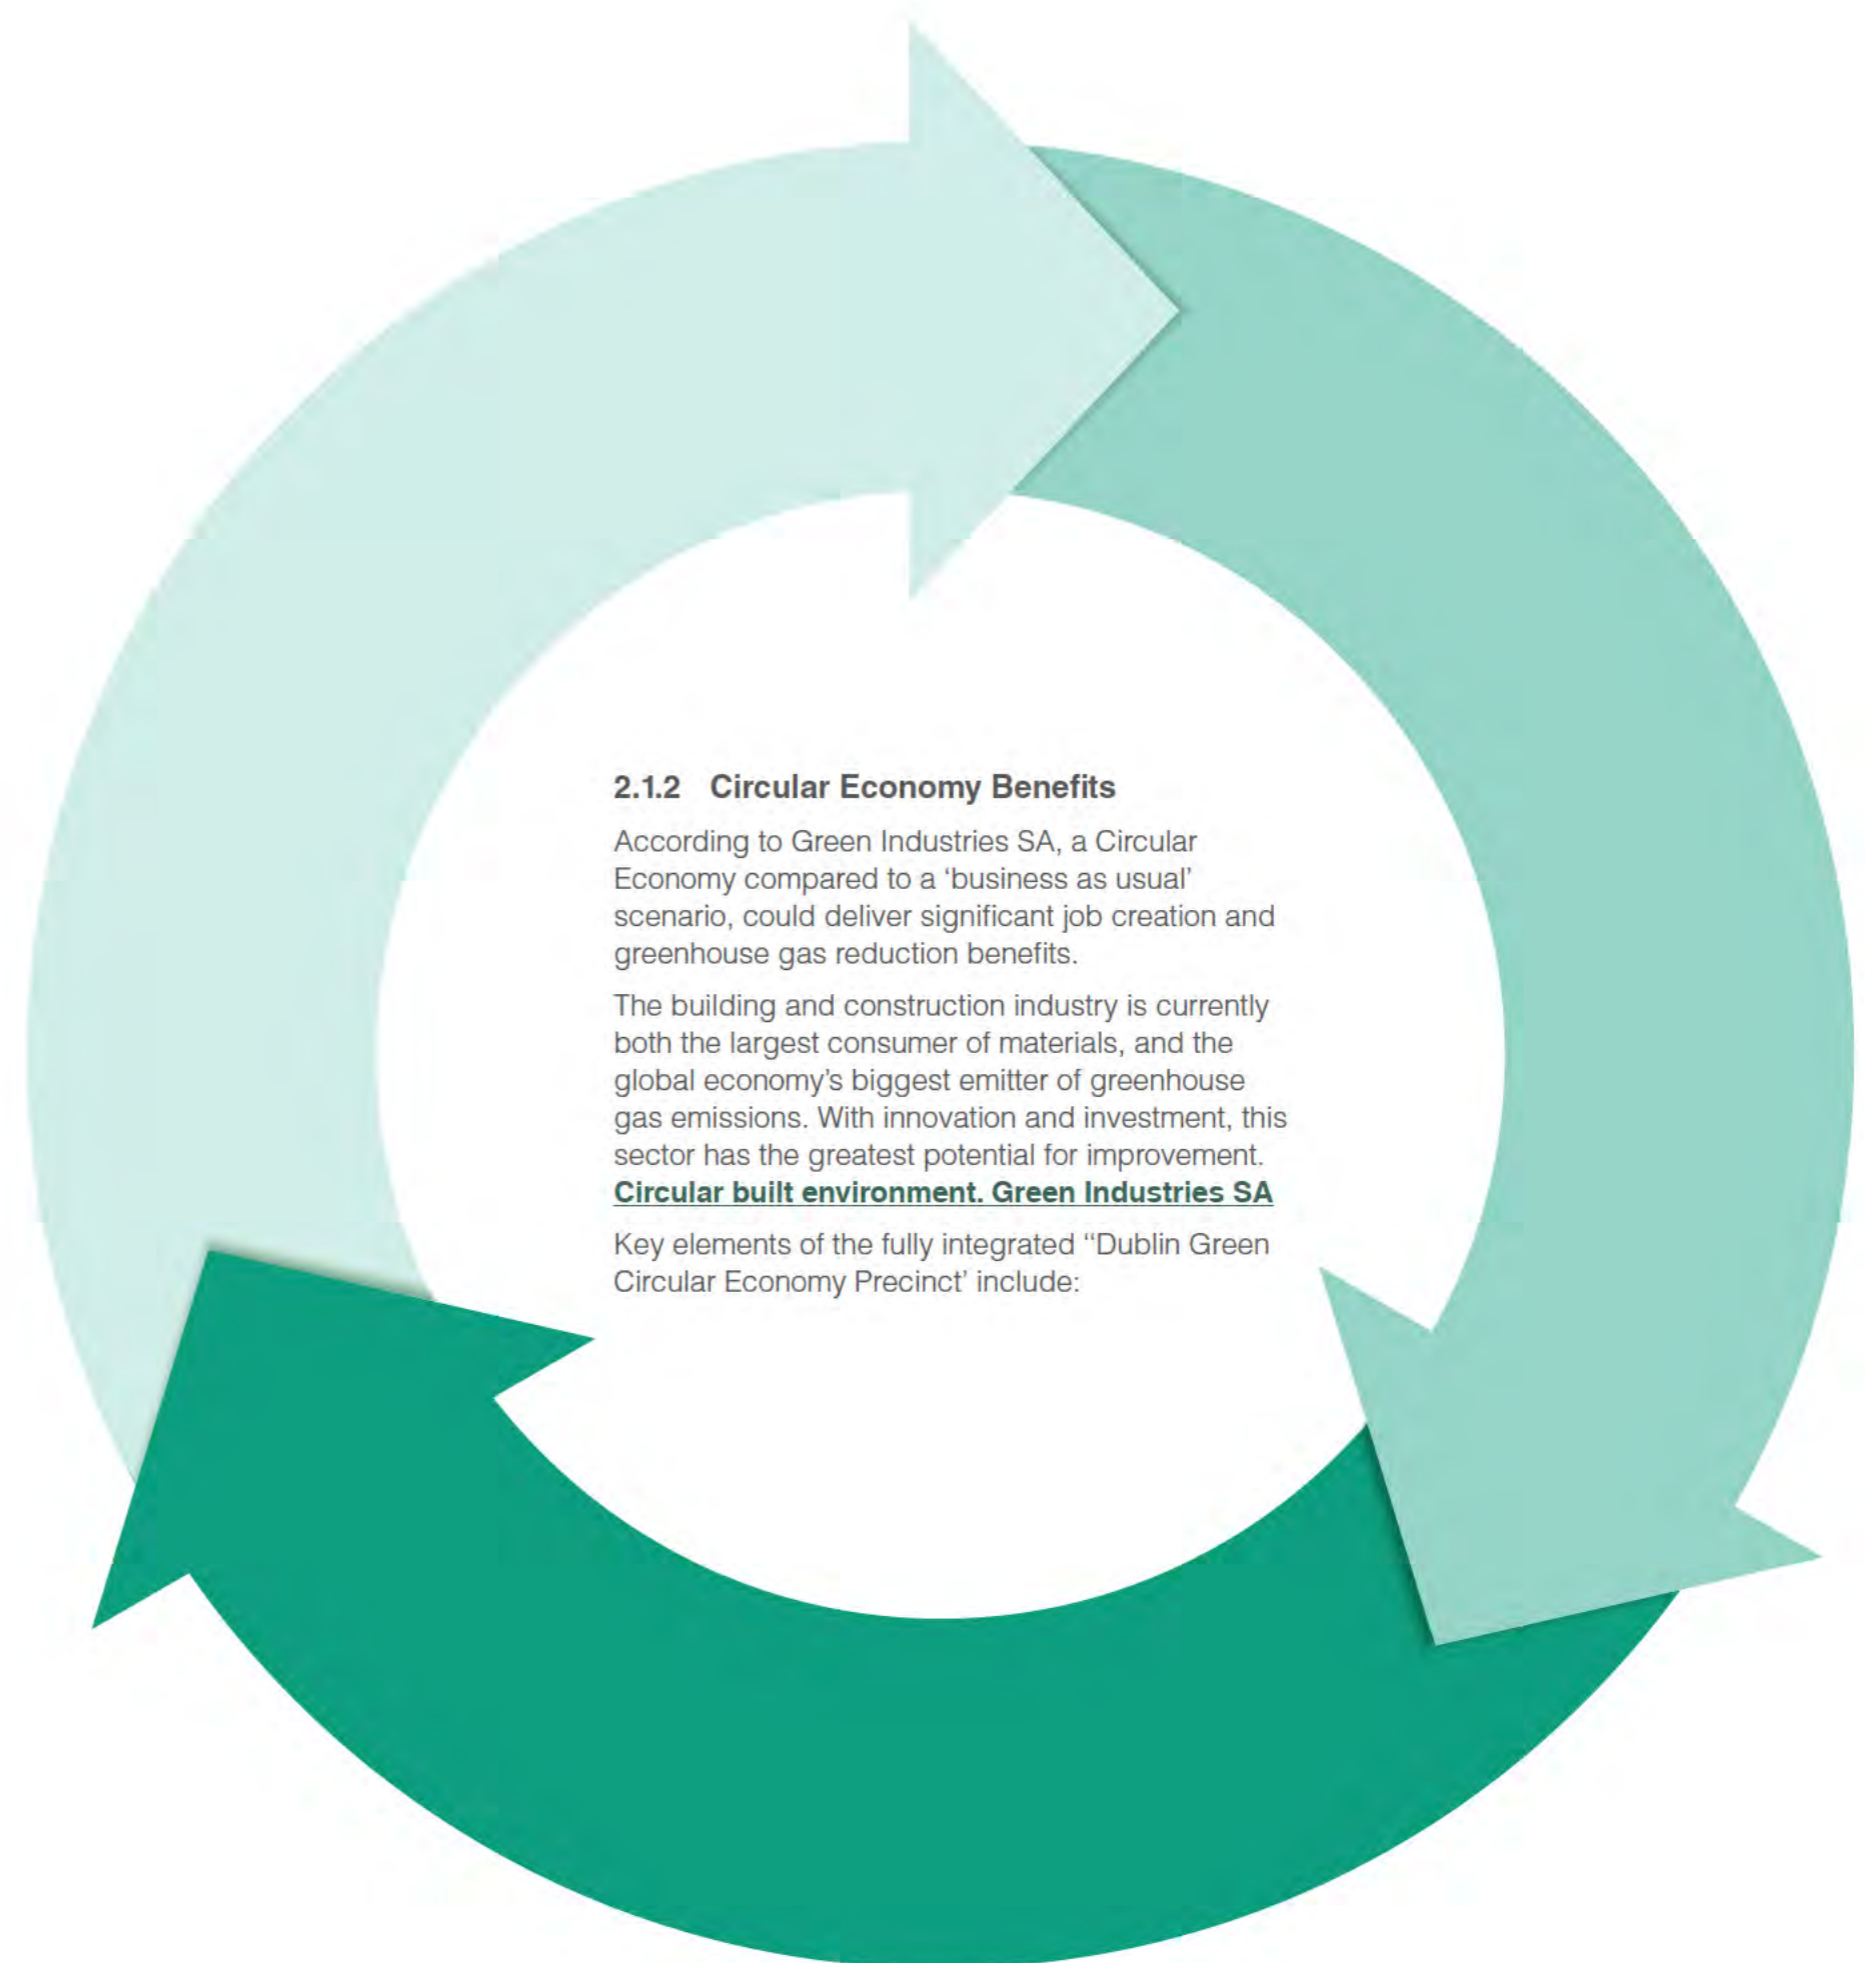 2.1.2 Circular Economy Benefits
According to Green Industries SA, a Circular
Economy compared to a ‘business as usual’
scenario, could deliver significant job creation and
greenhouse gas reduction benefits.
The building and construction industry is currently
both the largest consumer of materials, and the
global economy’s biggest emitter of greenhouse
gas emissions. With innovation and investment, this
sector has the greatest potential for improvement.
Circular built environment. Green Industries SA
Key elements of the fully integrated “Dublin Green
Circular Economy Precinct’ include: